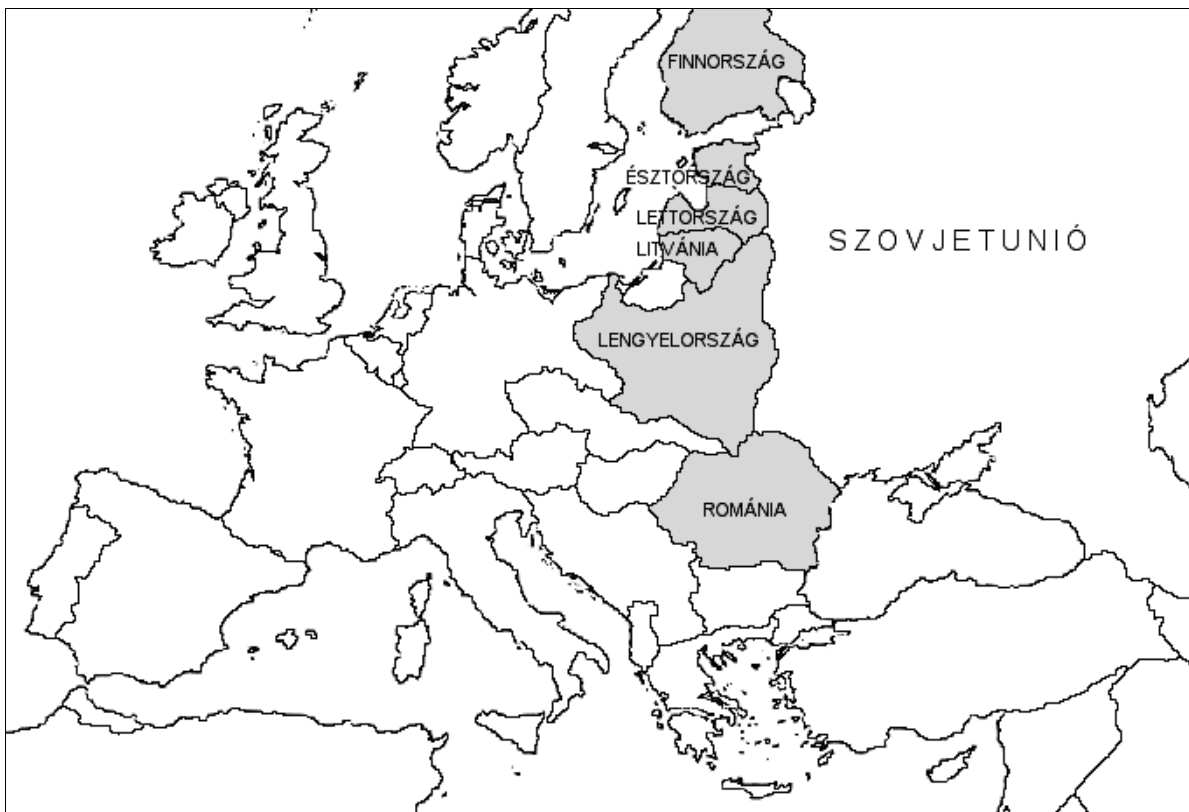 FINNORSZÁG
ÉSZTORSZÁG
LETTORSZÁG
SZOVJETUNIÓ
LITVÁNIA
LENGYELORSZÁG
ROMÁNIA